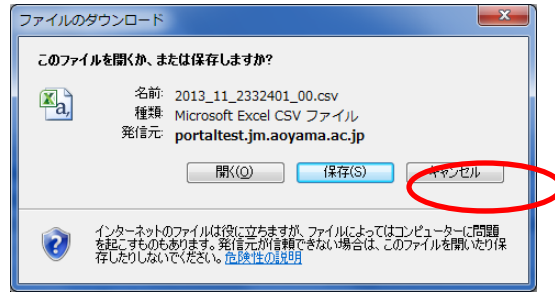 ファイルのダウンロード
このファイルを開くか、または保存しますか?
名前: 2013_11_2332401_00.csv
種類: Microsoft Excel CSV ファイル
発信元: portaltest.jm.aoyama.ac.jp
開く(O) 保存(S) キャンセル
インターネットのファイルは役に立ちますが、ファイルによってはコンピューターに問題
を起こすものもあります。発信元が信頼できない場合は、このファイルを開いたり保
存したりしないでください。危険性の説明